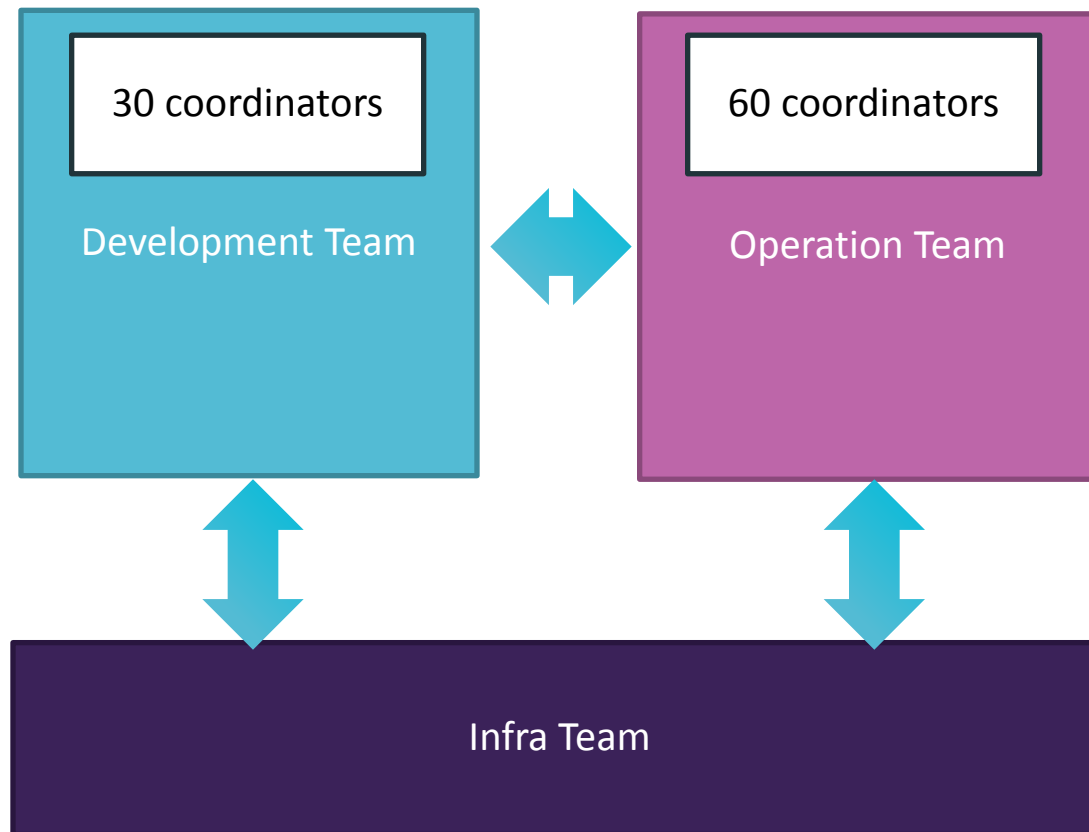 30 coordinators
60 coordinators
Development Team
Operation Team
Infra Team